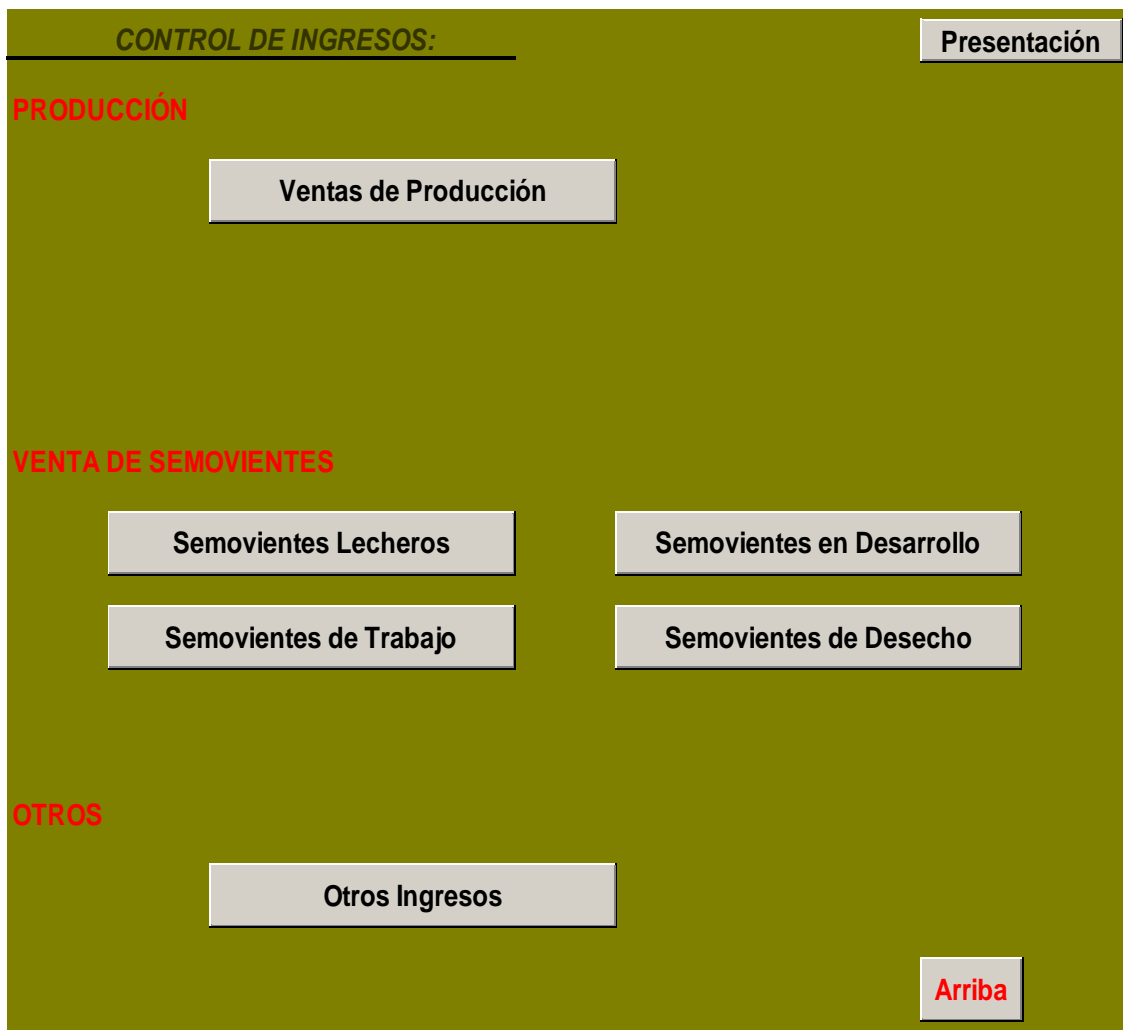 CONTROL DE INGRESOS:
Presentación
PRODUCCIÓN
Ventas de Producción
VENTA DE SEMOVIENTES
Semovientes Lecheros
Semovientes en Desarrollo
Semovientes de Trabajo
Semovientes de Desecho
OTROS
Otros Ingresos
Arriba